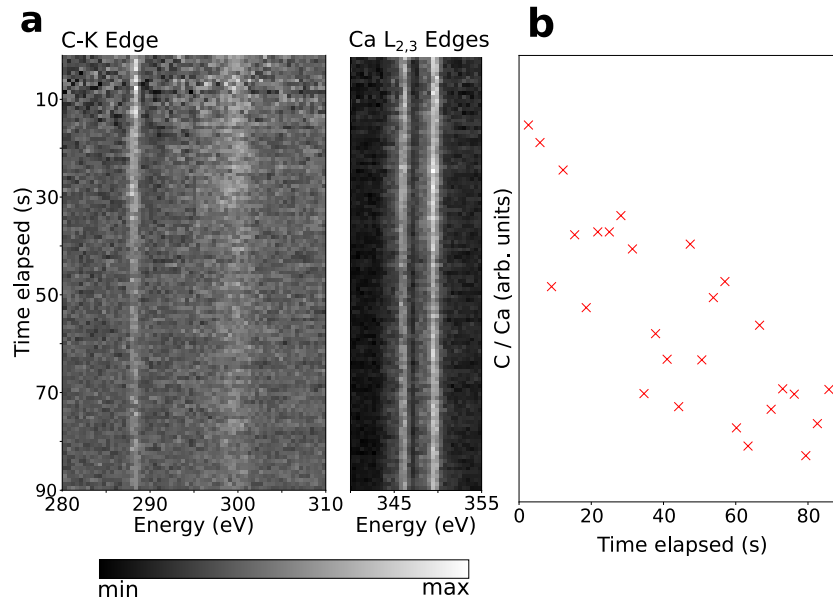 a
C-K Edge
Ca L2,3 Edges
b
Time elapsed (s)
10
30
50
70
90
280 290 300 310
Energy (eV)
345 355
Energy (eV)
min max
C / Ca (arb. units)
0 20 40 60 80
Time elapsed (s)